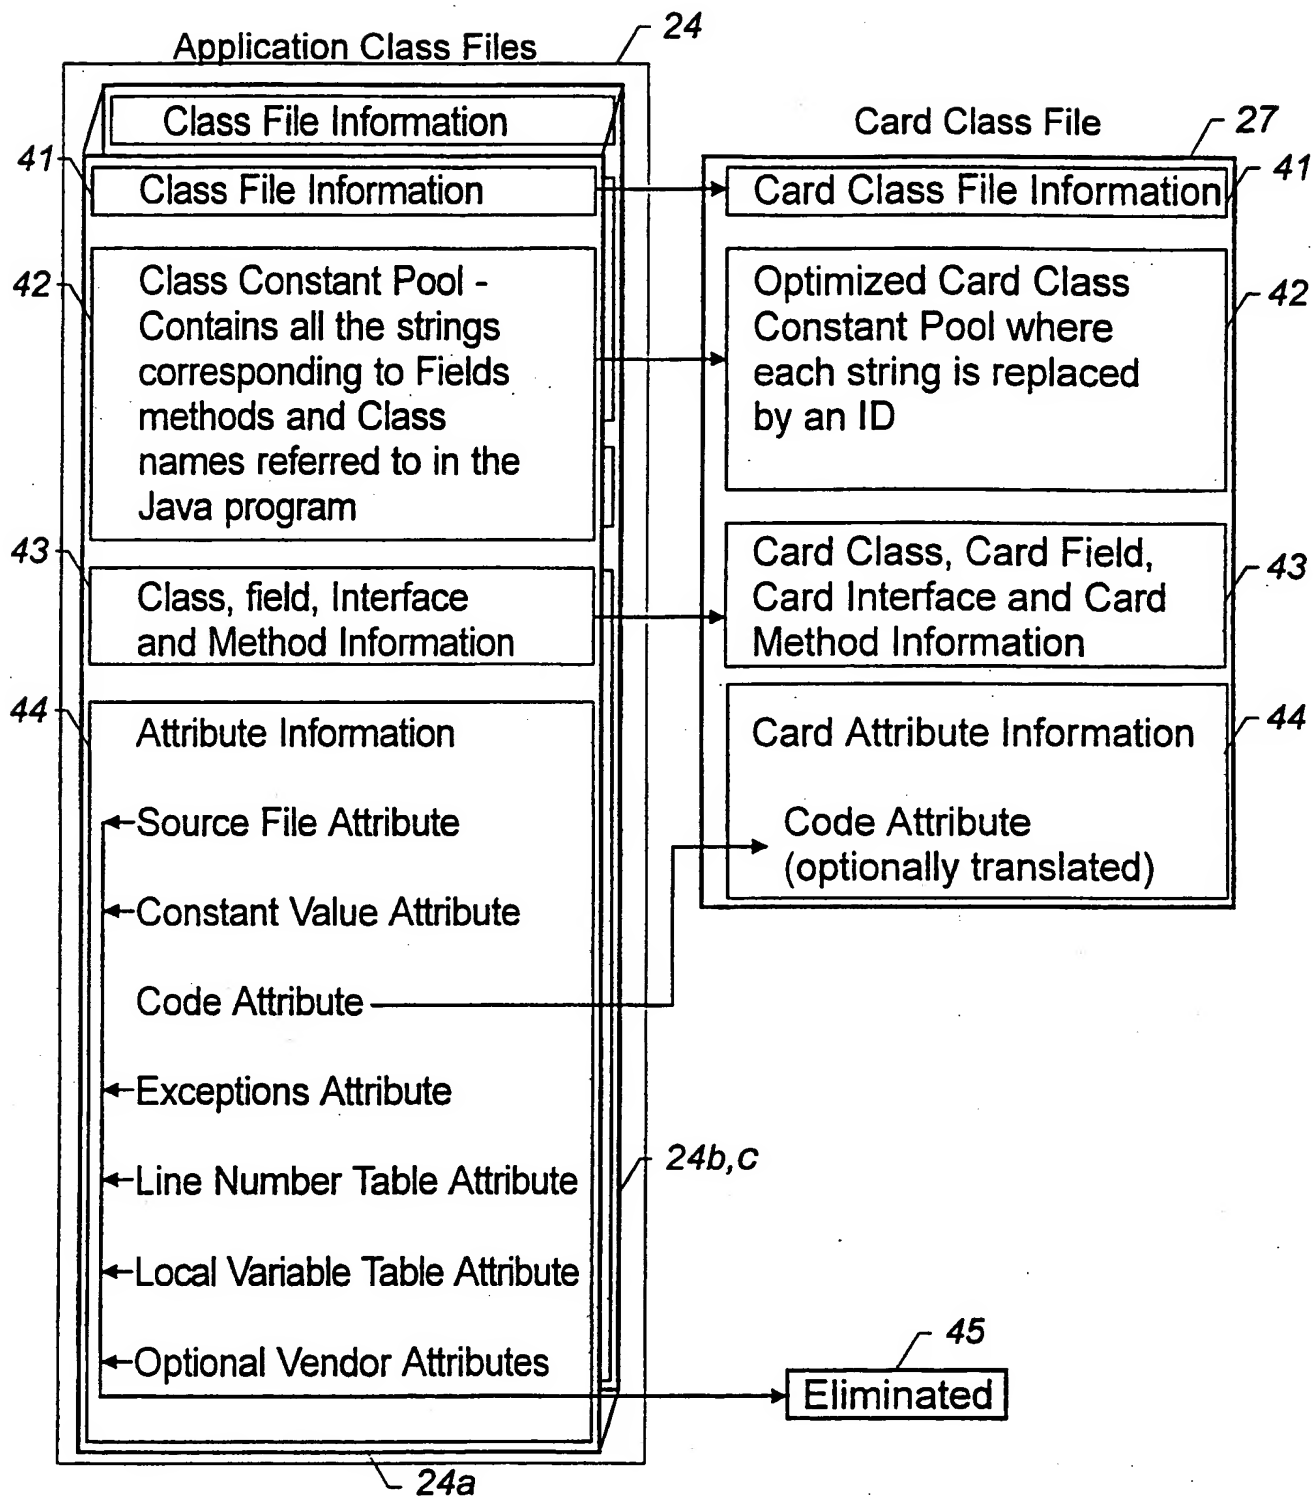 24
Application Class Files
Class File Information
Card Class File
27
41
Class File Information
Card Class File Information
41
42
Class Constant Pool -
Contains all the strings
corresponding to Fields
methods and Class
names referred to in the
Java program
Optimized Card Class
Constant Pool where
each string is replaced
by an ID
42
43
Class, field, Interface
and Method Information
Card Class, Card Field,
Card Interface and Card
Method Information
43
44
Attribute Information
Source File Attribute
Constant Value Attribute
Code Attribute
Exceptions Attribute
Line Number Table Attribute
Local Variable Table Attribute
Optional Vendor Attributes
Card Attribute Information
Code Attribute
(optionally translated)
44
24b,c
45
Eliminated
24a